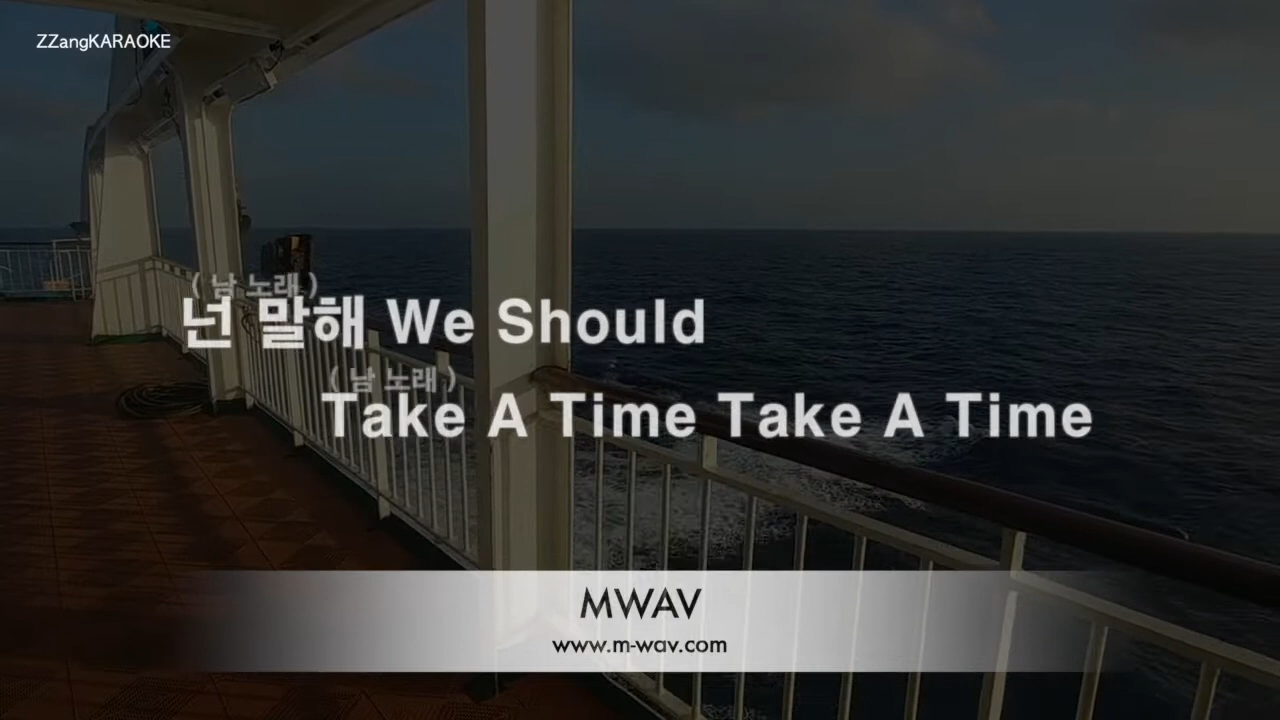 ZZangKARAOKE
( 남 노래 )
넌 말해 We Should
( 남 노래 )
Take A Time Take A Time
MWAV
www.m-wav.com